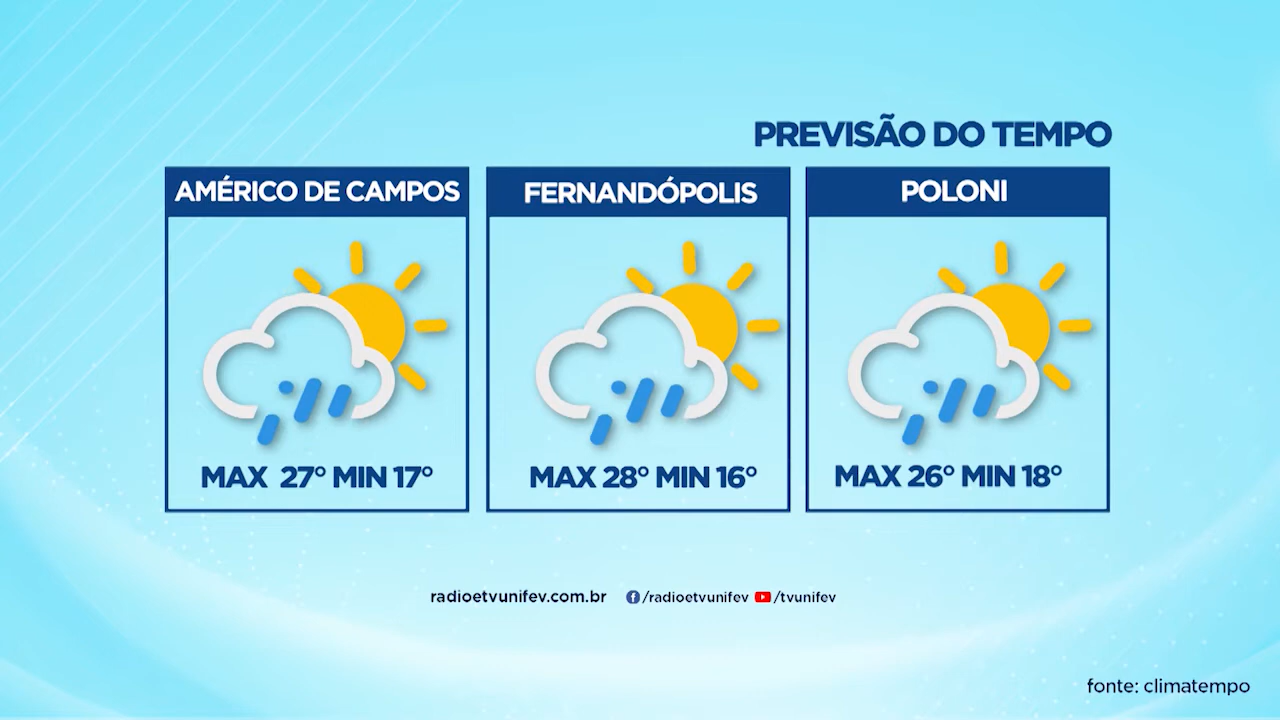 PREVISÃO DO TEMPO
AMÉRICO DE CAMPOS
MAX 27° MIN 17°
FERNANDÓPOLIS
MAX 28° MIN 16°
POLONI
MAX 26° MIN 18°
radioetvunifev.com.br /radioetvunifev /tvunifev
fonte: climatempo